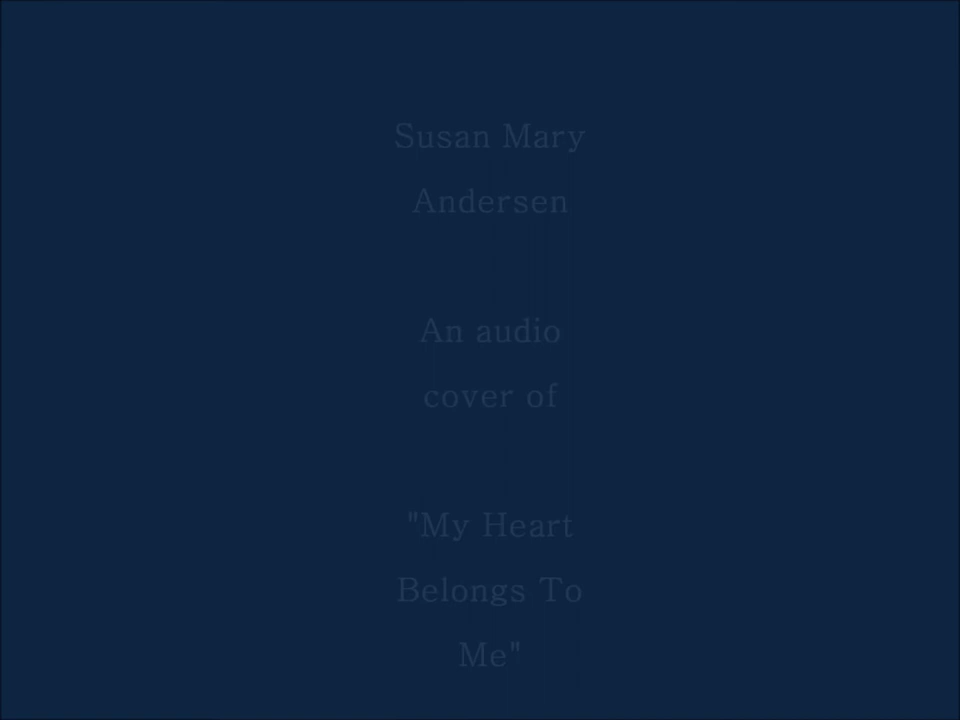 Susan Mary
Andersen
An audio
cover of
"My Heart
Belongs To
Me"